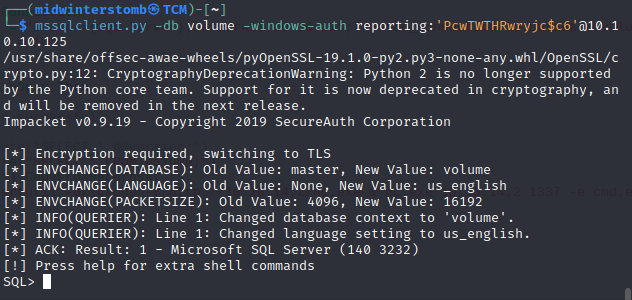 ┌──(midwinterstomb㉿TCM)-[~]
└─$ mssqlclient.py -db volume -windows-auth reporting:'PcwTWTHRwryjc$c6'@10.1
0.10.125
/usr/share/offsec-awae-wheels/pyOpenSSL-19.1.0-py2.py3-none-any.whl/OpenSSL/c
rypto.py:12: CryptographyDeprecationWarning: Python 2 is no longer supported
by the Python core team. Support for it is now deprecated in cryptography, an
d will be removed in the next release.
Impacket v0.9.19 - Copyright 2019 SecureAuth Corporation
[*] Encryption required, switching to TLS
[*] ENVCHANGE(DATABASE): Old Value: master, New Value: volume
[*] ENVCHANGE(LANGUAGE): Old Value: None, New Value: us_english
[*] ENVCHANGE(PACKETSIZE): Old Value: 4096, New Value: 16192
[*] INFO(QUERIER): Line 1: Changed database context to 'volume'.
[*] INFO(QUERIER): Line 1: Changed language setting to us_english.
[*] ACK: Result: 1 - Microsoft SQL Server (140 3232)
[!] Press help for extra shell commands
SQL>